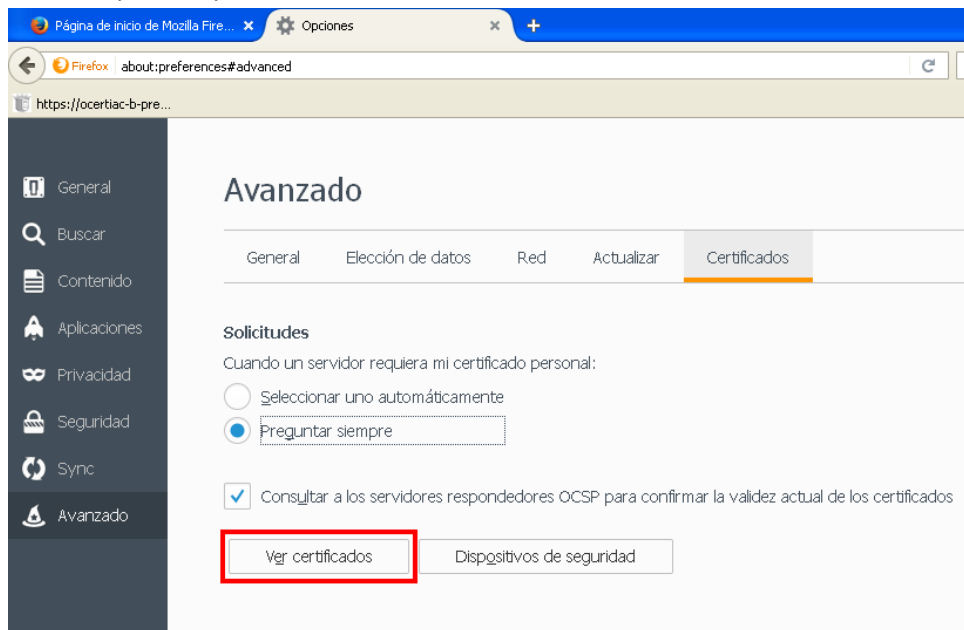 Página de inicio de Mozilla Fire...
Opciones
Firefox about:preferences#advanced
https://ocertiac-b-pre...
General
Buscar
Contenido
Aplicaciones
Privacidad
Seguridad
Sync
Avanzado
Avanzado
General Elección de datos Red Actualizar Certificados
Solicitudes
Cuando un servidor requiera mi certificado personal:
Seleccionar uno automáticamente
Preguntar siempre
Consultar a los servidores respondedores OCSP para confirmar la validez actual de los certificados
Ver certificados Dispositivos de seguridad